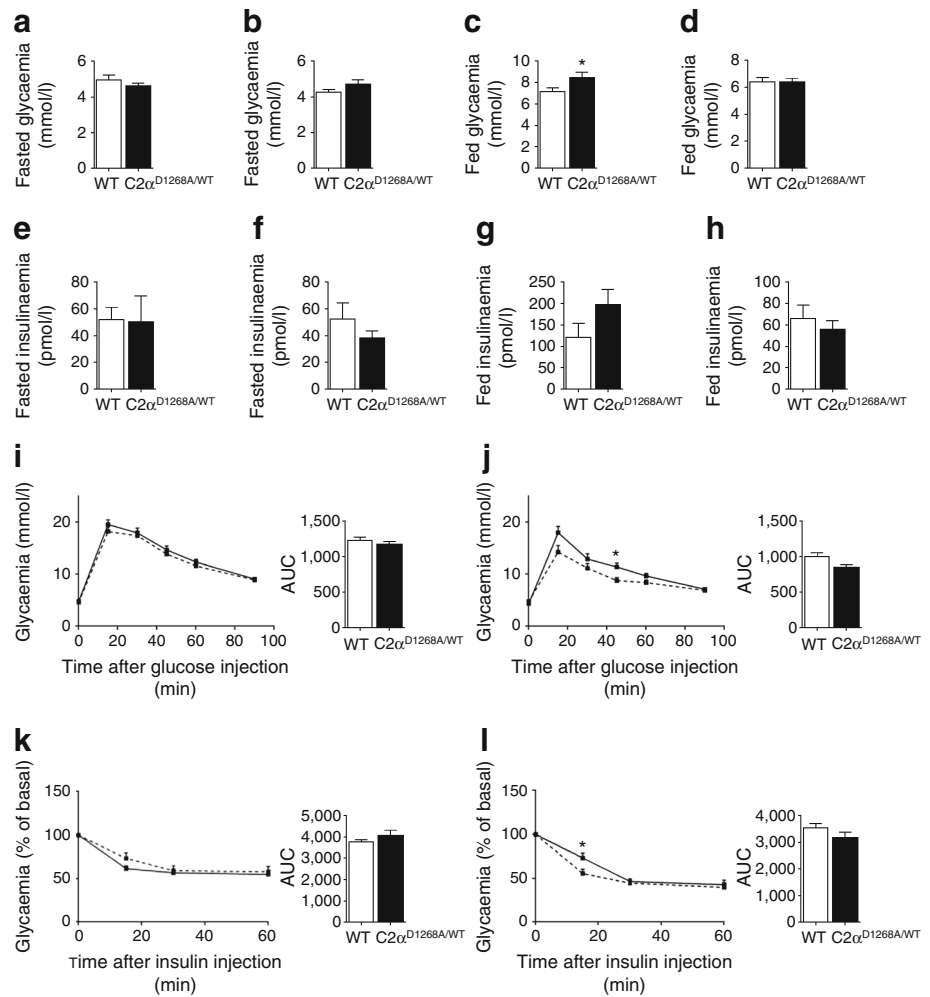 a
b
c
d
Fasted glycaemia
(mmol/l)
6
4
2
0
WT C2α^D1268A/WT
Fasted glycaemia
(mmol/l)
6
4
2
0
WT C2α^D1268A/WT
Fed glycaemia
(mmol/l)
10
8
6
4
2
0
*
WT C2α^D1268A/WT
Fed glycaemia
(mmol/l)
8
6
4
2
0
WT C2α^D1268A/WT
e
f
g
h
Fasted insulinaemia
(pmol/l)
80
60
40
20
0
WT C2α^D1268A/WT
Fasted insulinaemia
(pmol/l)
80
60
40
20
0
WT C2α^D1268A/WT
Fed insulinaemia
(pmol/l)
250
200
150
100
50
0
WT C2α^D1268A/WT
Fed insulinaemia
(pmol/l)
100
80
60
40
20
0
WT C2α^D1268A/WT
i
j
Glycaemia (mmol/l)
20
10
0
0 20 40 60 80 100
Time after glucose injection
(min)
AUC
1,500
1,000
500
0
WT C2α^D1268A/WT
Glycaemia (mmol/l)
20
10
0
*
0 20 40 60 80 100
Time after glucose injection
(min)
AUC
1,500
1,000
500
0
WT C2α^D1268A/WT
k
l
Glycaemia (% of basal)
150
100
50
0
0 20 40 60
Time after insulin injection
(min)
AUC
5,000
4,000
3,000
2,000
1,000
0
WT C2α^D1268A/WT
Glycaemia (% of basal)
150
100
50
0
*
0 20 40 60
Time after insulin injection
(min)
AUC
4,000
3,000
2,000
1,000
0
WT C2α^D1268A/WT